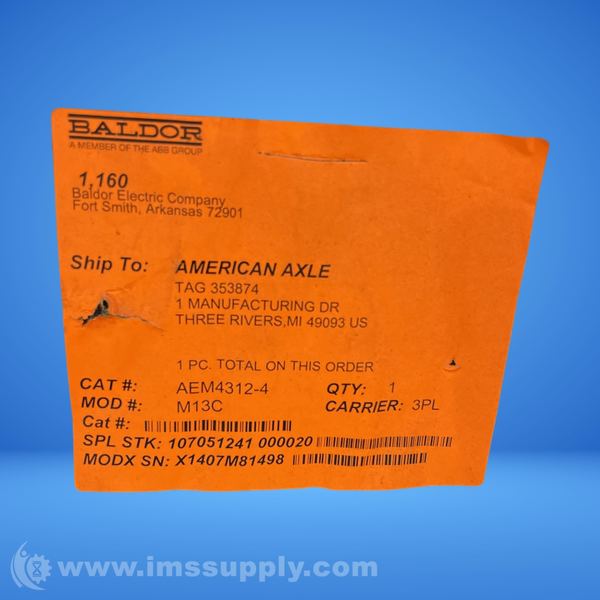 BALDOR
A MEMBER OF THE ABB GROUP
1,160
Baldor Electric Company
Fort Smith, Arkansas 72901
Ship To: AMERICAN AXLE
TAG 353874
1 MANUFACTURING DR
THREE RIVERS,MI 49093 US
1 PC. TOTAL ON THIS ORDER
CAT #: AEM4312-4 QTY: 1
MOD #: M13C CARRIER: 3PL
Cat #:
SPL STK: 107051241 000020
MODX SN: X1407M81498
www.imssupply.com